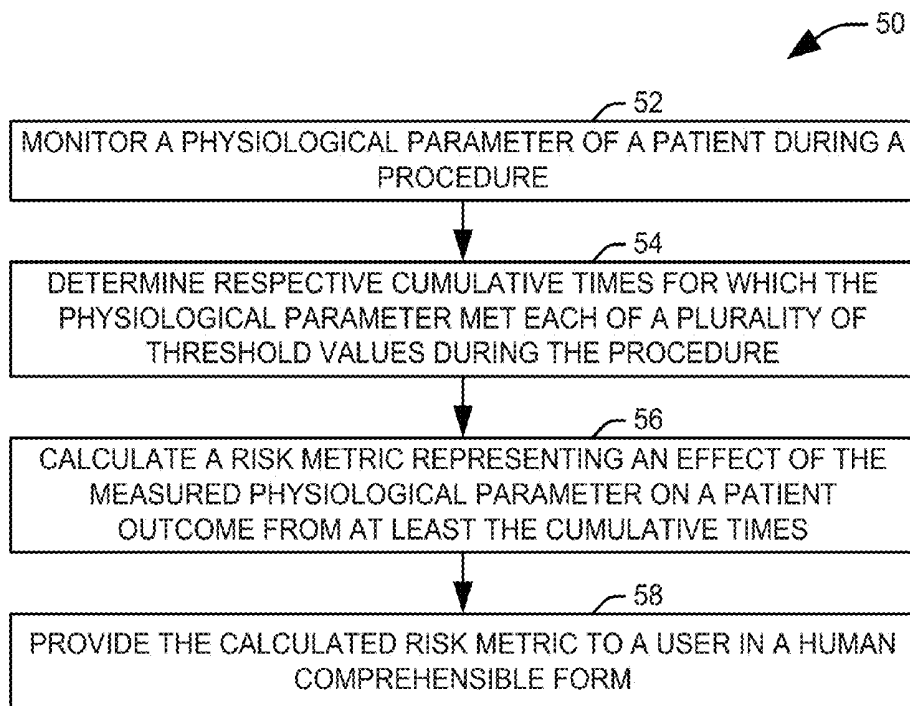 50
52
MONITOR A PHYSIOLOGICAL PARAMETER OF A PATIENT DURING A
PROCEDURE
54
DETERMINE RESPECTIVE CUMULATIVE TIMES FOR WHICH THE
PHYSIOLOGICAL PARAMETER MET EACH OF A PLURALITY OF
THRESHOLD VALUES DURING THE PROCEDURE
56
CALCULATE A RISK METRIC REPRESENTING AN EFFECT OF THE
MEASURED PHYSIOLOGICAL PARAMETER ON A PATIENT
OUTCOME FROM AT LEAST THE CUMULATIVE TIMES
58
PROVIDE THE CALCULATED RISK METRIC TO A USER IN A HUMAN
COMPREHENSIBLE FORM